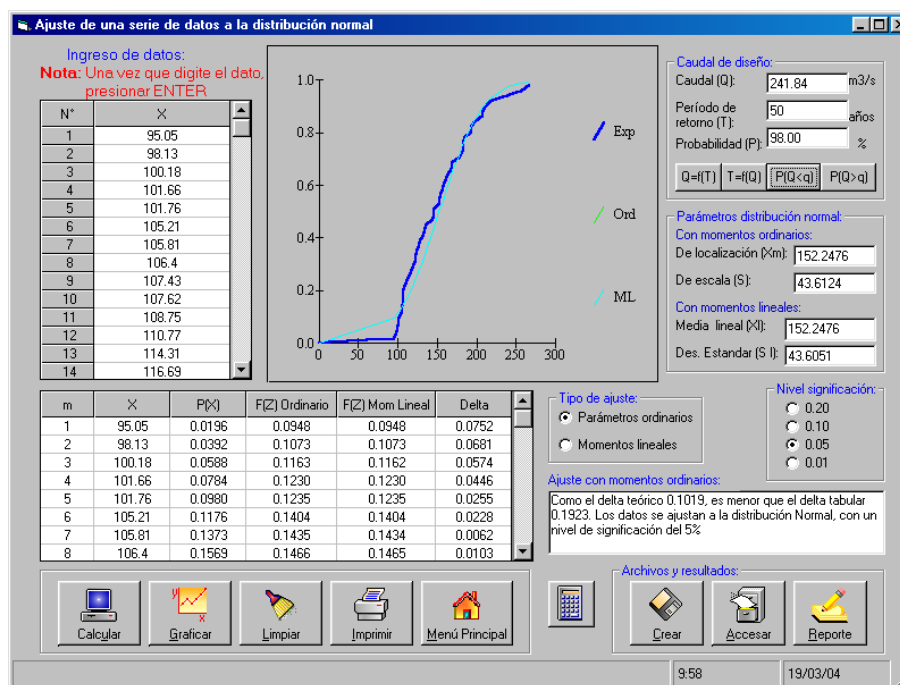 Ajuste de una serie de datos a la distribución normal
Ingreso de datos:
Nota: Una vez que digite el dato,
presionar ENTER
N° X
1 95.05
2 98.13
3 100.18
4 101.66
5 101.76
6 105.21
7 105.81
8 106.4
9 107.43
10 107.62
11 108.75
12 110.77
13 114.31
14 116.69
1.0
0.8
0.6
0.4
0.2
0.0
0 50 100 150 200 250 300
Exp
Ord
ML
Caudal de diseño:
Caudal (Q): 241.84 m3/s
Período de
retorno (T): 50 años
Probabilidad (P): 98.00 %
Q=f(T) T=f(Q) P(Q<q) P(Q>q)
Parámetros distribución normal:
Con momentos ordinarios:
De localización (Xm): 152.2476
De escala (S): 43.6124
Con momentos lineales:
Media lineal (Xl): 152.2476
Des. Estandar (S l): 43.6051
m X P(X) F(Z) Ordinario F(Z) Mom Lineal Delta
1 95.05 0.0196 0.0948 0.0948 0.0752
2 98.13 0.0392 0.1073 0.1073 0.0681
3 100.18 0.0588 0.1163 0.1162 0.0574
4 101.66 0.0784 0.1230 0.1230 0.0446
5 101.76 0.0980 0.1235 0.1235 0.0255
6 105.21 0.1176 0.1404 0.1404 0.0228
7 105.81 0.1373 0.1435 0.1434 0.0062
8 106.4 0.1569 0.1466 0.1465 0.0103
Tipo de ajuste:
Parámetros ordinarios
Momentos lineales
Nivel significación:
0.20
0.10
0.05
0.01
Ajuste con momentos ordinarios:
Como el delta teórico 0.1019, es menor que el delta tabular
0.1923. Los datos se ajustan a la distribución Normal, con un
nivel de significación del 5%
Calcular Graficar Limpiar Imprimir Menú Principal
Archivos y resultados:
Crear Accesar Reporte
9:58 19/03/04